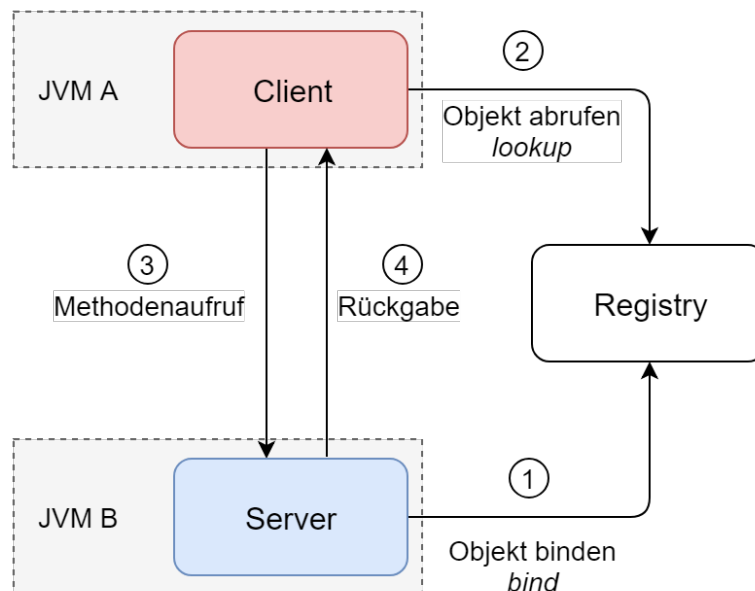 JVM A
Client
2
Objekt abrufen
lookup
3
Methodenaufruf
4
Rückgabe
Registry
JVM B
Server
1
Objekt binden
bind